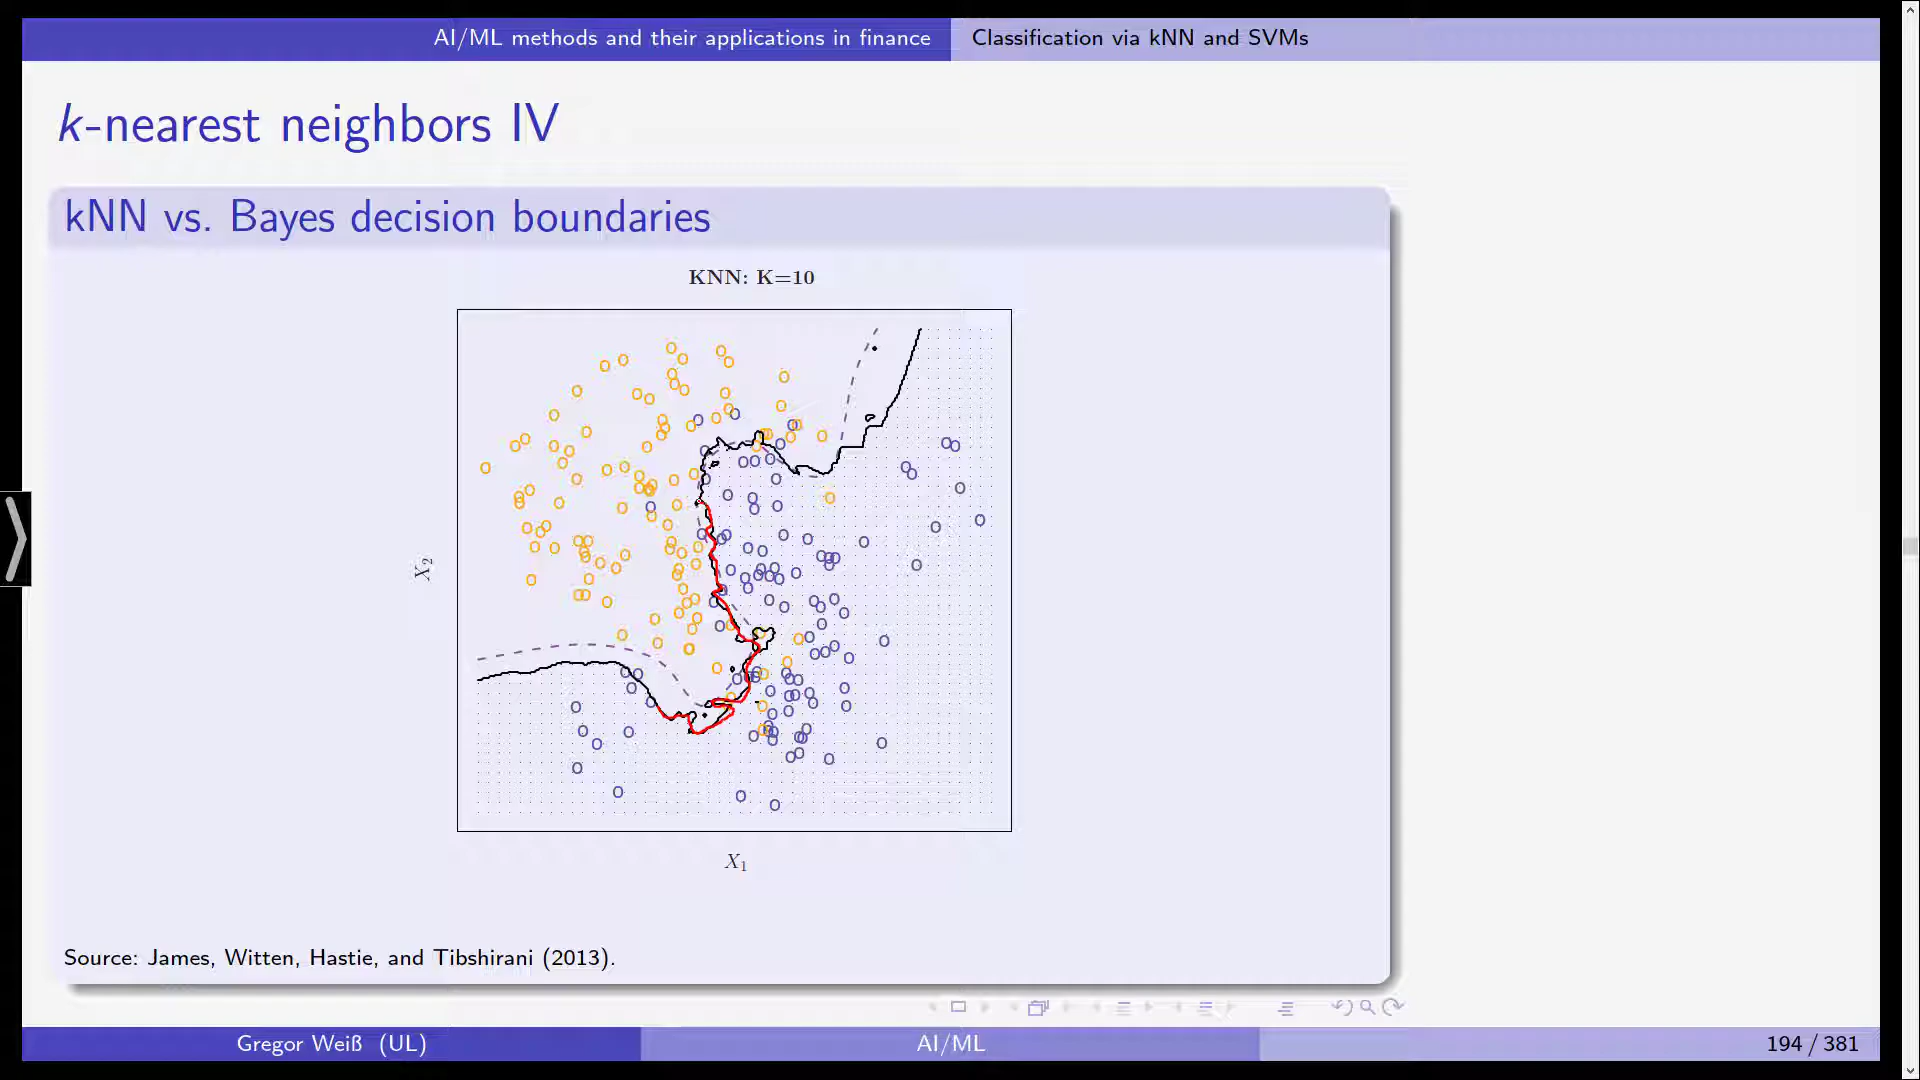 AI/ML methods and their applications in finance
Classification via kNN and SVMs
k-nearest neighbors IV
kNN vs. Bayes decision boundaries
KNN: K=10
X₂
X₁
Source: James, Witten, Hastie, and Tibshirani (2013).
Gregor Weiß (UL)
AI/ML
194 / 381